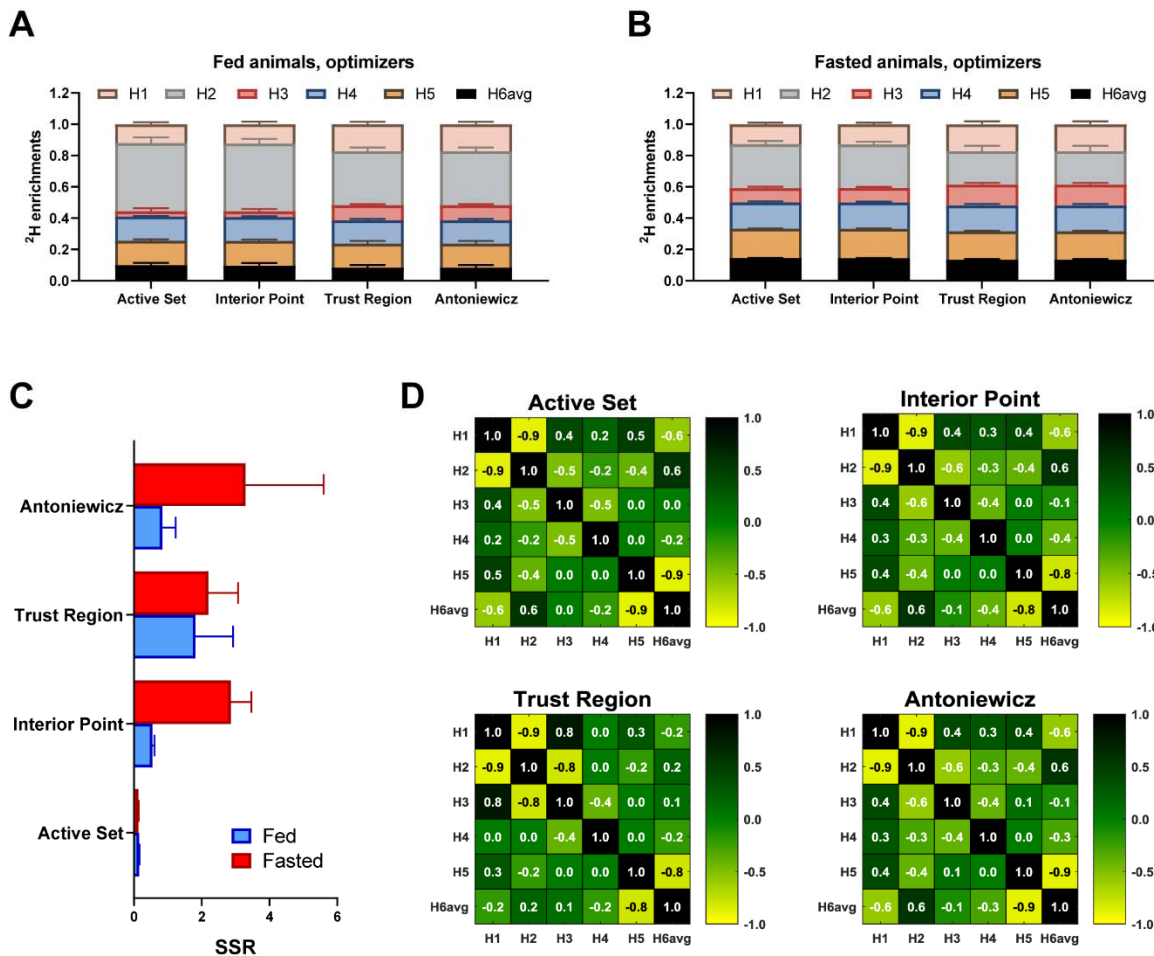 A
Fed animals, optimizers
H1 H2 H3 H4 H5 H6avg
²H enrichments
1.2
1.0
0.8
0.6
0.4
0.2
0.0
Active Set Interior Point Trust Region Antoniewicz
B
Fasted animals, optimizers
H1 H2 H3 H4 H5 H6avg
²H enrichments
1.2
1.0
0.8
0.6
0.4
0.2
0.0
Active Set Interior Point Trust Region Antoniewicz
C
Antoniewicz
Trust Region
Interior Point
Active Set
Fed
Fasted
0 2 4 6
SSR
D
Active Set
H1 1.0 -0.9 0.4 0.2 0.5 -0.6
H2 -0.9 1.0 -0.5 -0.2 -0.4 0.6
H3 0.4 -0.5 1.0 -0.5 0.0 0.0
H4 0.2 -0.2 -0.5 1.0 0.0 -0.2
H5 0.5 -0.4 0.0 0.0 1.0 -0.9
H6avg -0.6 0.6 0.0 -0.2 -0.9 1.0
H1 H2 H3 H4 H5 H6avg
1.0
0.5
0.0
-0.5
-1.0
Interior Point
H1 1.0 -0.9 0.4 0.3 0.4 -0.6
H2 -0.9 1.0 -0.6 -0.3 -0.4 0.6
H3 0.4 -0.6 1.0 -0.4 0.0 -0.1
H4 0.3 -0.3 -0.4 1.0 0.0 -0.4
H5 0.4 -0.4 0.0 0.0 1.0 -0.8
H6avg -0.6 0.6 -0.1 -0.4 -0.8 1.0
H1 H2 H3 H4 H5 H6avg
1.0
0.5
0.0
-0.5
-1.0
Trust Region
H1 1.0 -0.9 0.8 0.0 0.3 -0.2
H2 -0.9 1.0 -0.8 0.0 -0.2 0.2
H3 0.8 -0.8 1.0 -0.4 0.0 0.1
H4 0.0 0.0 -0.4 1.0 0.0 -0.2
H5 0.3 -0.2 0.0 0.0 1.0 -0.8
H6avg -0.2 0.2 0.1 -0.2 -0.8 1.0
H1 H2 H3 H4 H5 H6avg
1.0
0.5
0.0
-0.5
-1.0
Antoniewicz
H1 1.0 -0.9 0.4 0.3 0.4 -0.6
H2 -0.9 1.0 -0.6 -0.3 -0.4 0.6
H3 0.4 -0.6 1.0 -0.4 0.1 -0.1
H4 0.3 -0.3 -0.4 1.0 0.0 -0.3
H5 0.4 -0.4 0.1 0.0 1.0 -0.9
H6avg -0.6 0.6 -0.1 -0.3 -0.9 1.0
H1 H2 H3 H4 H5 H6avg
1.0
0.5
0.0
-0.5
-1.0